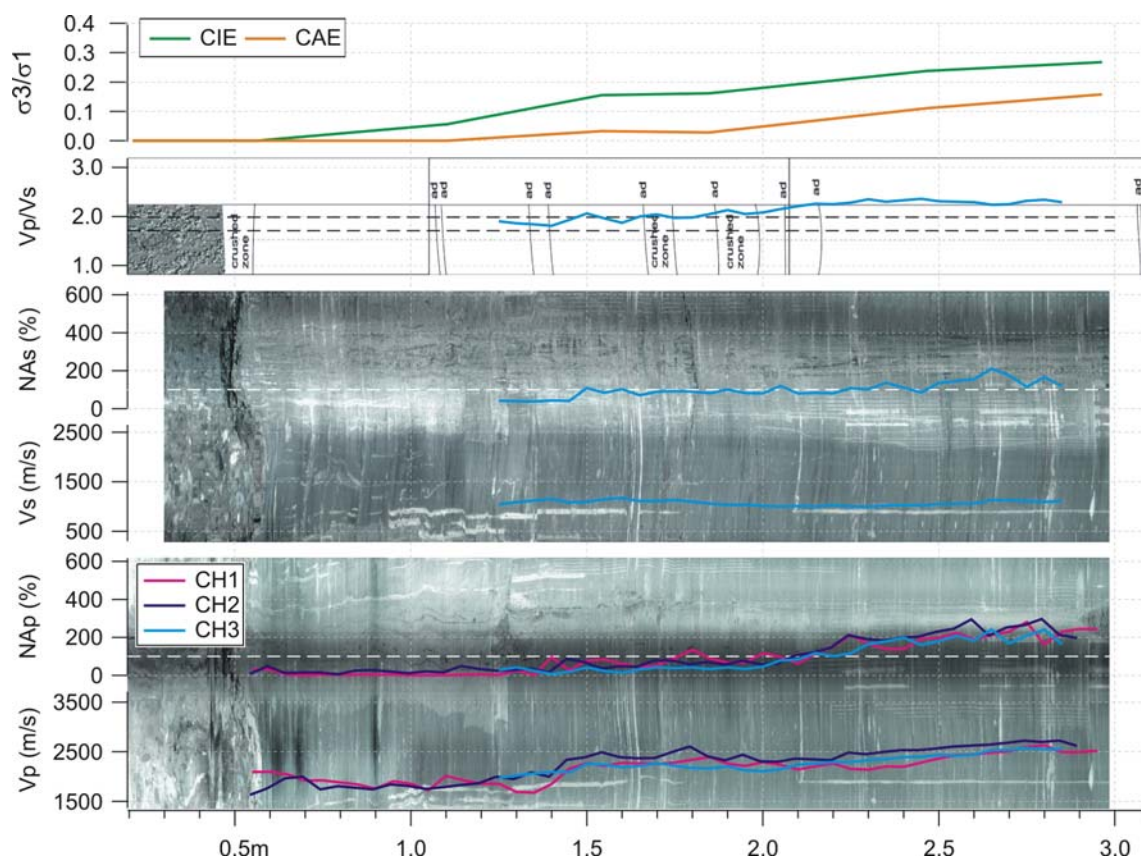 0.4
0.3
0.2
0.1
0.0
σ3/σ1
CIE
CAE
3.0
2.0
1.0
Vp/Vs
crushed zone
ad
ad
ad
ad
ad
crushed zone
ad
crushed zone
ad
ad
ad
600
400
200
0
NAs (%)
2500
1500
500
Vs (m/s)
600
400
200
0
NAp (%)
CH1
CH2
CH3
3500
2500
1500
Vp (m/s)
0.5m
1.0
1.5
2.0
2.5
3.0